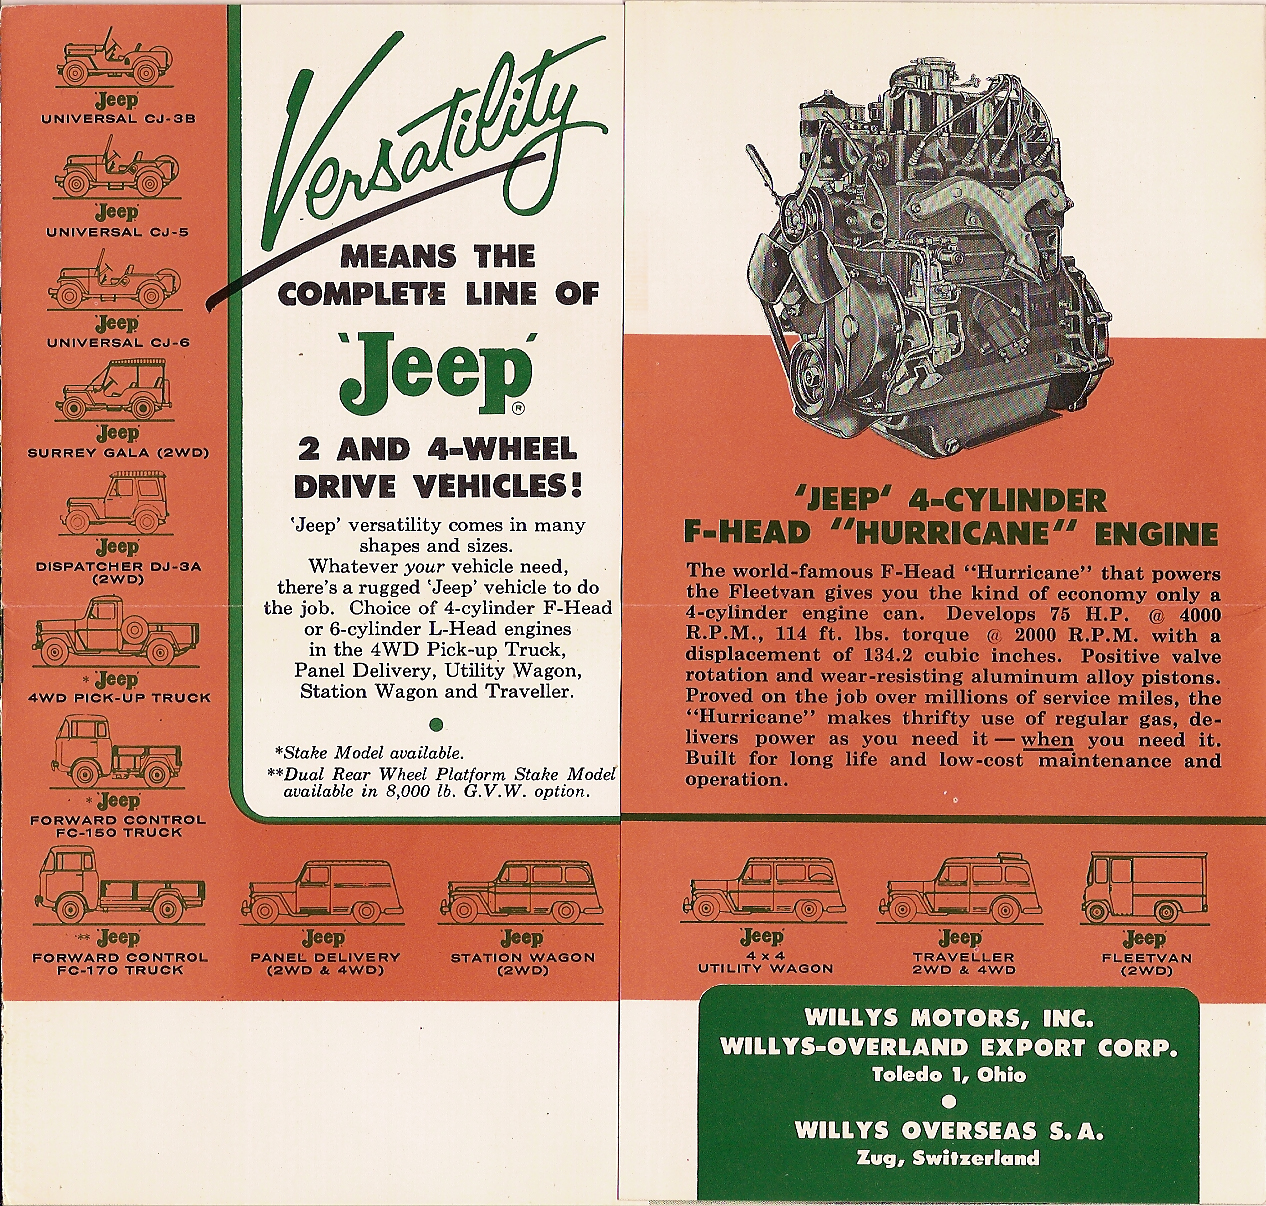 'Jeep'
UNIVERSAL CJ-3B
'Jeep'
UNIVERSAL CJ-5
'Jeep'
UNIVERSAL CJ-6
'Jeep'
SURREY GALA (2WD)
'Jeep'
DISPATCHER DJ-3A
(2WD)
* 'Jeep'
4WD PICK-UP TRUCK
* 'Jeep'
FORWARD CONTROL
FC-150 TRUCK
** 'Jeep'
FORWARD CONTROL
FC-170 TRUCK
Versatility
MEANS THE
COMPLETE LINE OF
'Jeep'
®
2 AND 4-WHEEL
DRIVE VEHICLES!
'Jeep' versatility comes in many
shapes and sizes.
Whatever your vehicle need,
there's a rugged 'Jeep' vehicle to do
the job. Choice of 4-cylinder F-Head
or 6-cylinder L-Head engines
in the 4WD Pick-up Truck,
Panel Delivery, Utility Wagon,
Station Wagon and Traveller.
*Stake Model available.
**Dual Rear Wheel Platform Stake Model
available in 8,000 lb. G.V.W. option.
'Jeep'
PANEL DELIVERY
(2WD & 4WD)
'Jeep'
STATION WAGON
(2WD)
'JEEP' 4-CYLINDER
F-HEAD "HURRICANE" ENGINE
The world-famous F-Head "Hurricane" that powers
the Fleetvan gives you the kind of economy only a
4-cylinder engine can. Develops 75 H.P. @ 4000
R.P.M., 114 ft. lbs. torque @ 2000 R.P.M. with a
displacement of 134.2 cubic inches. Positive valve
rotation and wear-resisting aluminum alloy pistons.
Proved on the job over millions of service miles, the
"Hurricane" makes thrifty use of regular gas, de-
livers power as you need it — when you need it.
Built for long life and low-cost maintenance and
operation.
'Jeep'
4 x 4
UTILITY WAGON
'Jeep'
TRAVELLER
2WD & 4WD
'Jeep'
FLEETVAN
(2WD)
WILLYS MOTORS, INC.
WILLYS-OVERLAND EXPORT CORP.
Toledo 1, Ohio
WILLYS OVERSEAS S.A.
Zug, Switzerland